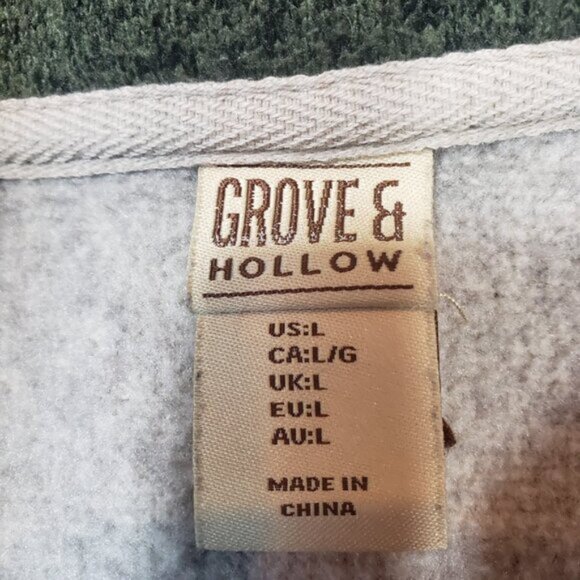 GROVE &
HOLLOW
US:L
CA:L/G
UK:L
EU:L
AU:L
MADE IN
CHINA